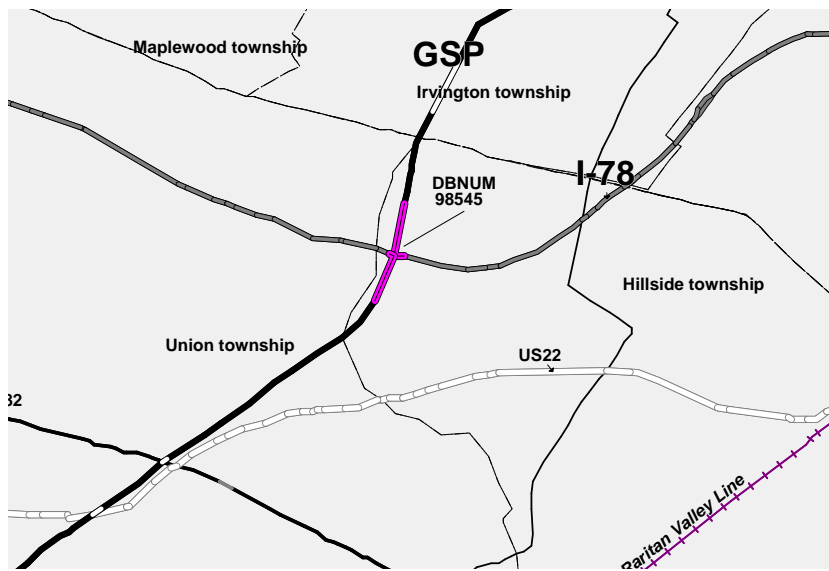 Maplewood township
GSP
Irvington township
I-78
DBNUM
98545
Hillside township
Union township
US22
Raritan Valley Line